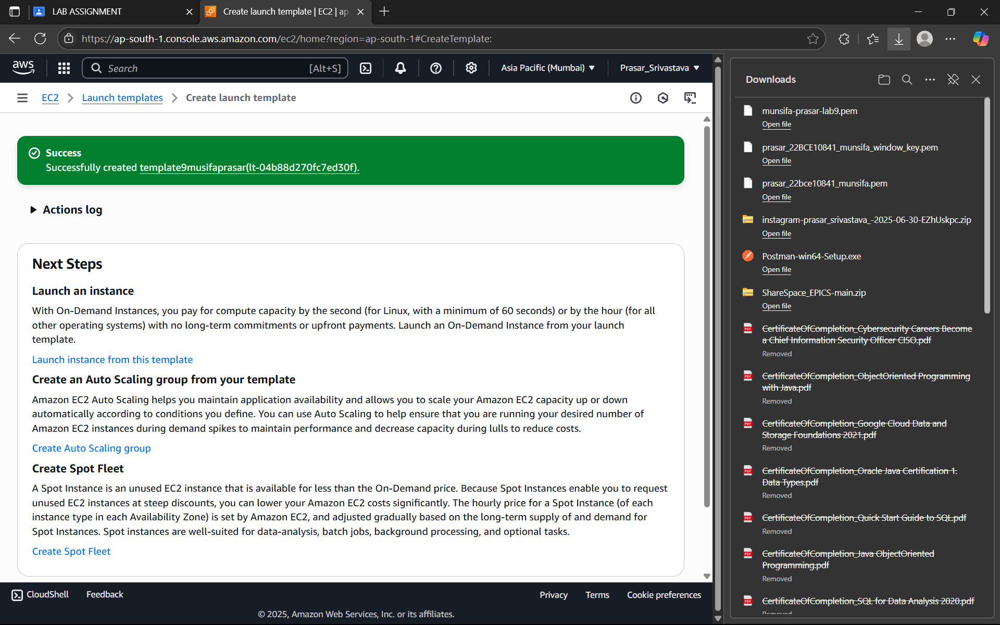 LAB ASSIGNMENT
Create launch template | EC2 | ap-
https://ap-south-1.console.aws.amazon.com/ec2/home?region=ap-south-1#CreateTemplate:
aws
Search
[Alt+S]
Asia Pacific (Mumbai)
Prasar_Srivastava
EC2
Launch templates
Create launch template
Success
Successfully created template9musifaprasar(lt-04b88d270fc7ed30f).
Actions log
Next Steps
Launch an instance
With On-Demand Instances, you pay for compute capacity by the second (for Linux, with a minimum of 60 seconds) or by the hour (for all
other operating systems) with no long-term commitments or upfront payments. Launch an On-Demand Instance from your launch
template.
Launch instance from this template
Create an Auto Scaling group from your template
Amazon EC2 Auto Scaling helps you maintain application availability and allows you to scale your Amazon EC2 capacity up or down
automatically according to conditions you define. You can use Auto Scaling to help ensure that you are running your desired number of
Amazon EC2 instances during demand spikes to maintain performance and decrease capacity during lulls to reduce costs.
Create Auto Scaling group
Create Spot Fleet
A Spot Instance is an unused EC2 instance that is available for less than the On-Demand price. Because Spot Instances enable you to request
unused EC2 instances at steep discounts, you can lower your Amazon EC2 costs significantly. The hourly price for a Spot Instance (of each
instance type in each Availability Zone) is set by Amazon EC2, and adjusted gradually based on the long-term supply of and demand for
Spot Instances. Spot instances are well-suited for data-analysis, batch jobs, background processing, and optional tasks.
Create Spot Fleet
CloudShell
Feedback
Privacy
Terms
Cookie preferences
© 2025, Amazon Web Services, Inc. or its affiliates.
Downloads
munsifa-prasar-lab9.pem
Open file
prasar_22BCE10841_munsifa_window_key.pem
Open file
prasar_22bce10841_munsifa.pem
Open file
instagram-prasar_srivastava_-2025-06-30-EZhUskpc.zip
Open file
Postman-win64-Setup.exe
Open file
ShareSpace_EPICS-main.zip
Open file
CertificateOfCompletion_Cybersecurity Careers Become
a Chief Information Security Officer CISO.pdf
Removed
CertificateOfCompletion_ObjectOriented Programming
with Java.pdf
Removed
CertificateOfCompletion_Google Cloud Data and
Storage Foundations 2021.pdf
Removed
CertificateOfCompletion_Oracle Java Certification 1.
Data Types.pdf
Removed
CertificateOfCompletion_Quick Start Guide to SQL.pdf
Removed
CertificateOfCompletion_Java ObjectOriented
Programming.pdf
Removed
CertificateOfCompletion_SQL for Data Analysis 2020.pdf
Removed